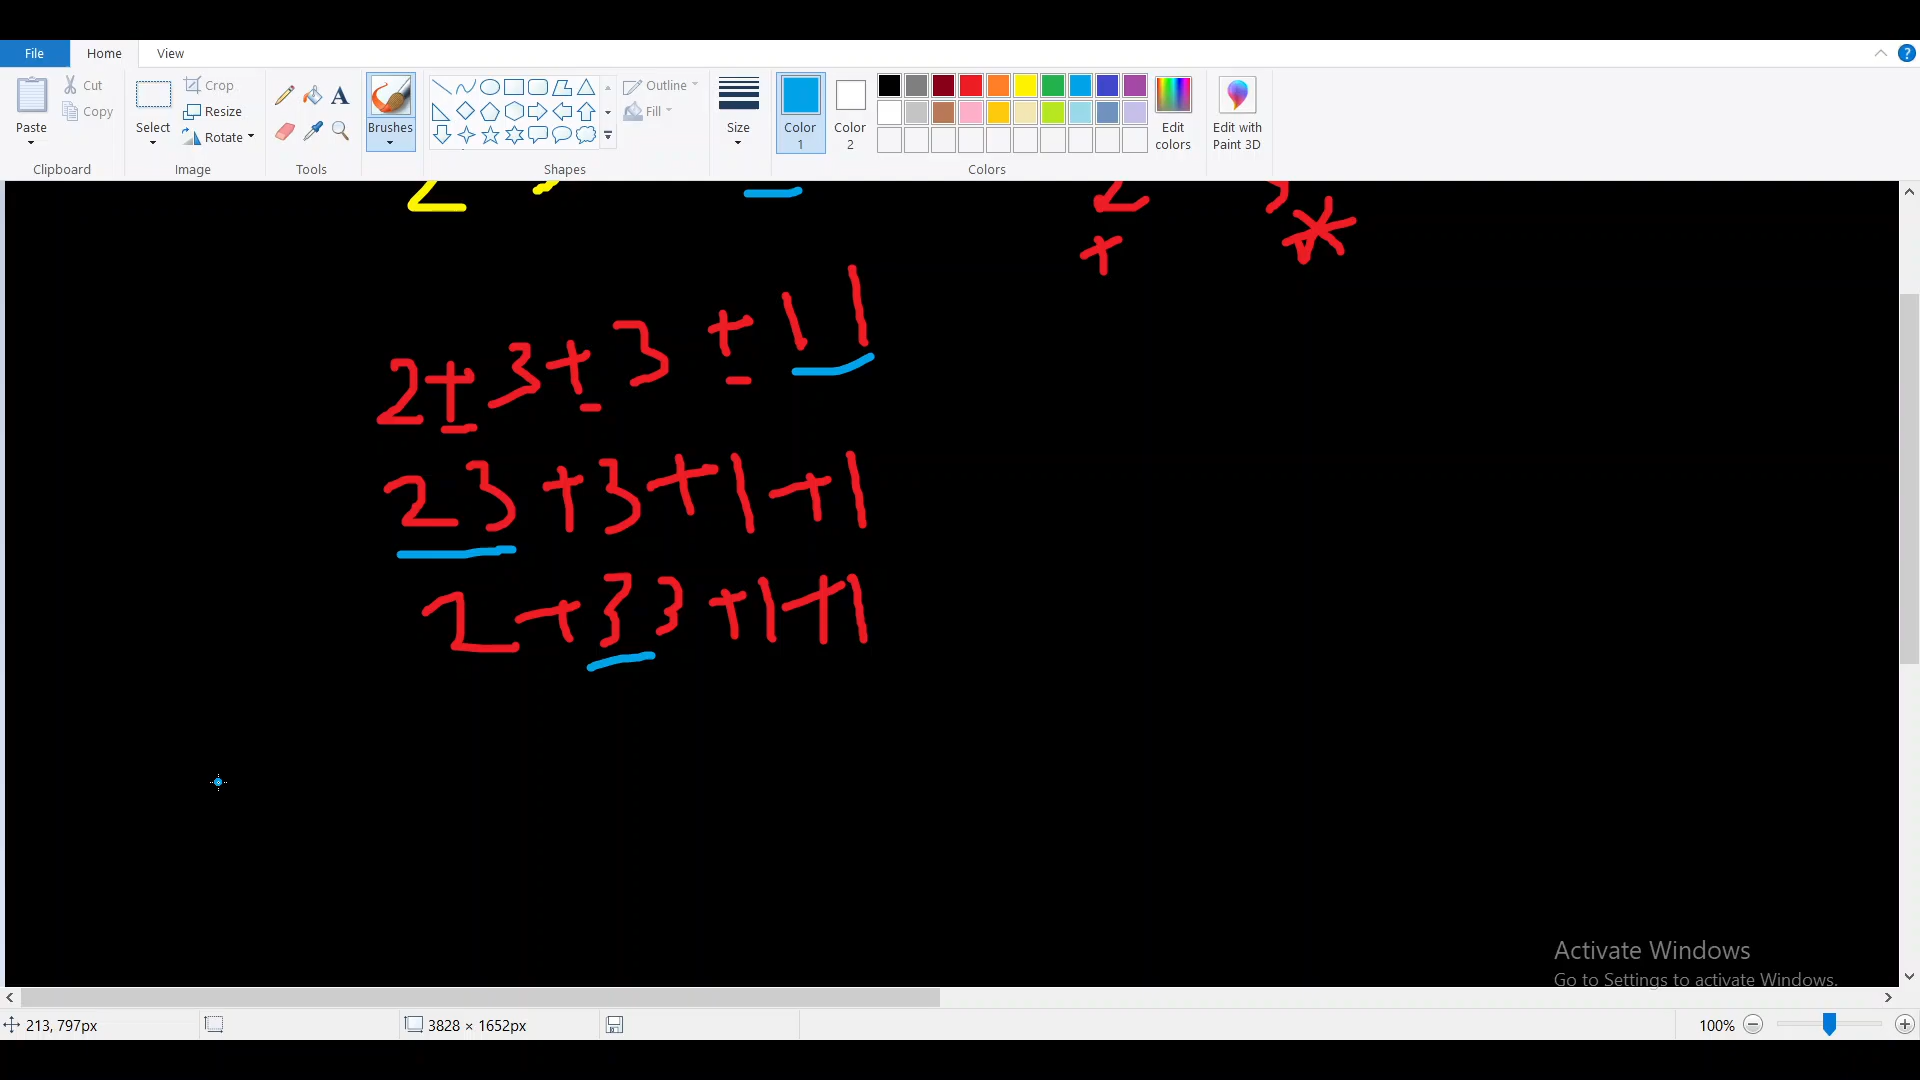 File Home View
Paste
Cut
Copy
Clipboard
Select
Crop
Resize
Rotate
Image
A
Tools
Brushes
Outline
Fill
Shapes
Size
Color 1
Color 2
Edit colors
Colors
Edit with Paint 3D
?
2
+ *
2+3+3+11
23+3+1+1
2+33+1+1
Activate Windows
Go to Settings to activate Windows.
213, 797px
3828 × 1652px
100%